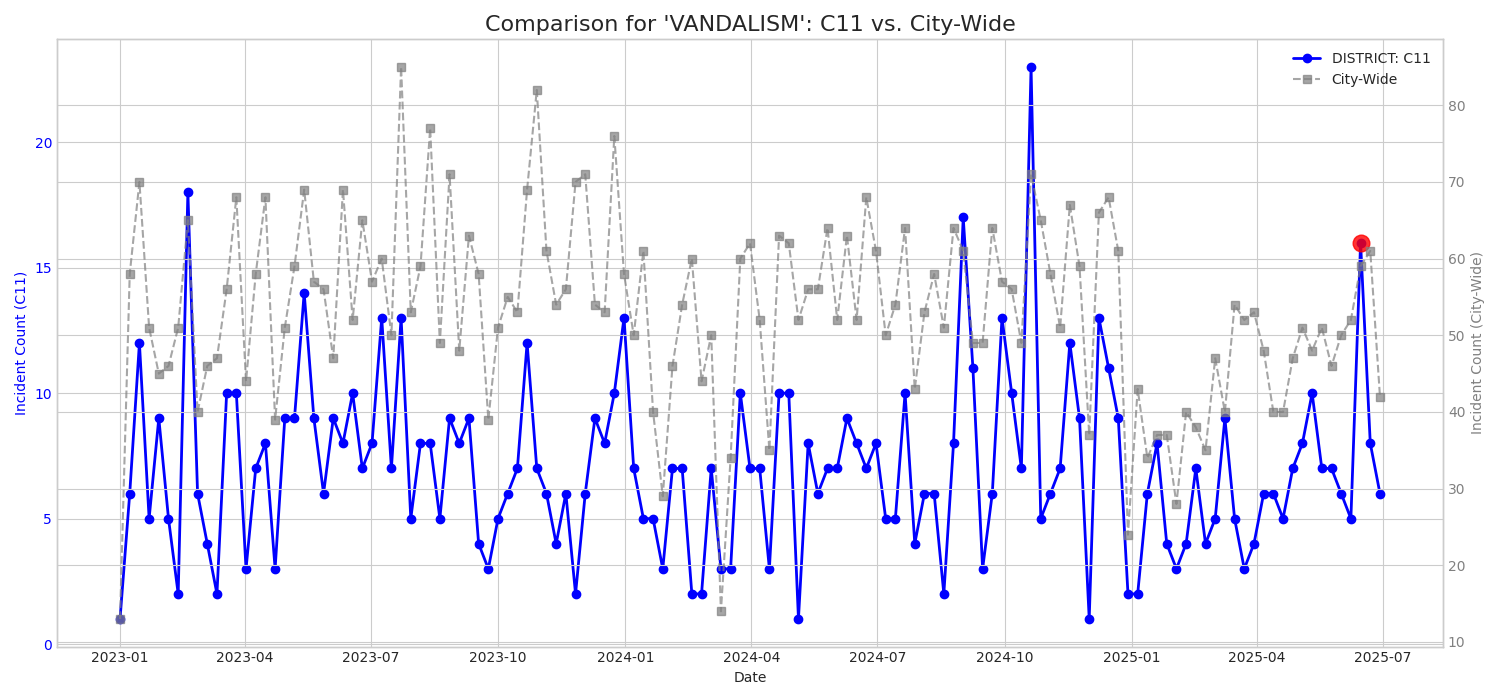 Comparison for 'VANDALISM': C11 vs. City-Wide
DISTRICT: C11
City-Wide
Incident Count (C11)
20
15
10
5
0
80
70
60
50
40
30
20
10
Incident Count (City-Wide)
2023-01 2023-04 2023-07 2023-10 2024-01 2024-04 2024-07 2024-10 2025-01 2025-04 2025-07
Date